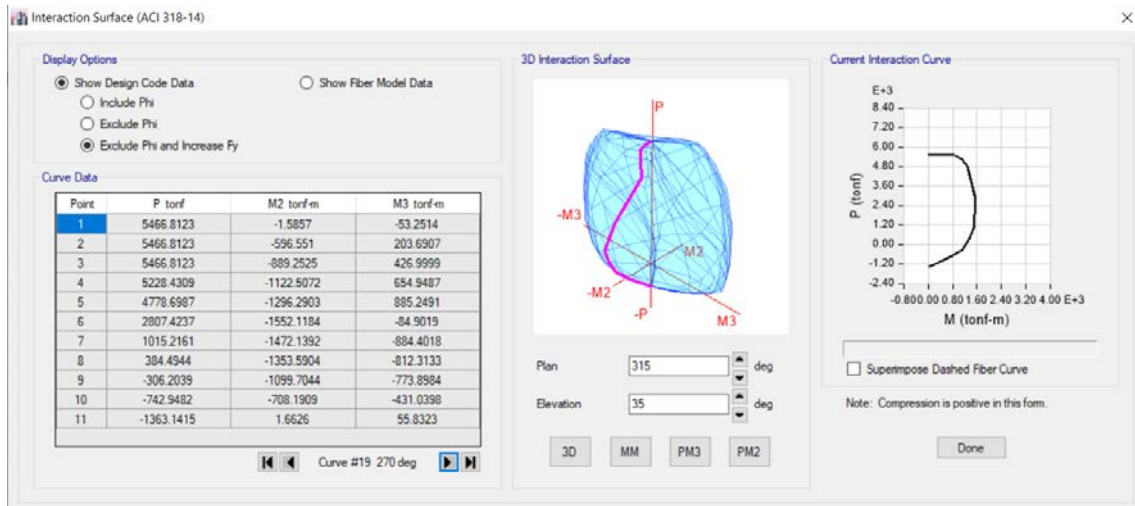 Interaction Surface (ACI 318-14)
Display Options
Show Design Code Data
Show Fiber Model Data
Include Phi
Exclude Phi
Exclude Phi and Increase Fy
Curve Data
Point P tonf M2 tonf-m M3 tonf-m
1 5466.8123 -1.5857 -53.2514
2 5466.8123 -596.551 203.6907
3 5466.8123 -889.2525 426.9999
4 5228.4309 -1122.5072 654.9487
5 4778.6987 -1296.2903 885.2491
6 2807.4237 -1552.1184 -84.9019
7 1015.2161 -1472.1392 -884.4018
8 384.4944 -1353.5904 -812.3133
9 -306.2039 -1099.7044 -773.8984
10 -742.9482 -708.1909 -431.0398
11 -1363.1415 1.6626 55.8323
Curve #19 270 deg
3D Interaction Surface
P
-M3
M2
-M2
-P
M3
Plan 315 deg
Elevation 35 deg
3D MM PM3 PM2
Current Interaction Curve
E+3
8.40
7.20
6.00
4.80
3.60
2.40
1.20
0.00
-1.20
-2.40
P (tonf)
-0.80 0.00 0.80 1.60 2.40 3.20 4.00 E+3
M (tonf-m)
Superimpose Dashed Fiber Curve
Note: Compression is positive in this form.
Done